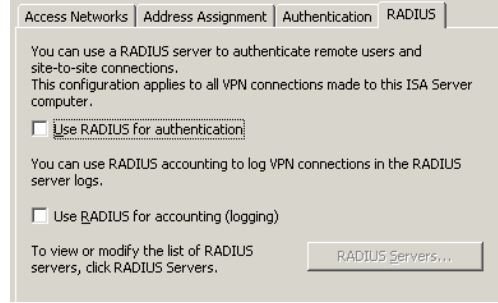 Access Networks Address Assignment Authentication RADIUS
You can use a RADIUS server to authenticate remote users and
site-to-site connections.
This configuration applies to all VPN connections made to this ISA Server
computer.
Use RADIUS for authentication
You can use RADIUS accounting to log VPN connections in the RADIUS
server logs.
Use RADIUS for accounting (logging)
To view or modify the list of RADIUS
servers, click RADIUS Servers.
RADIUS Servers...